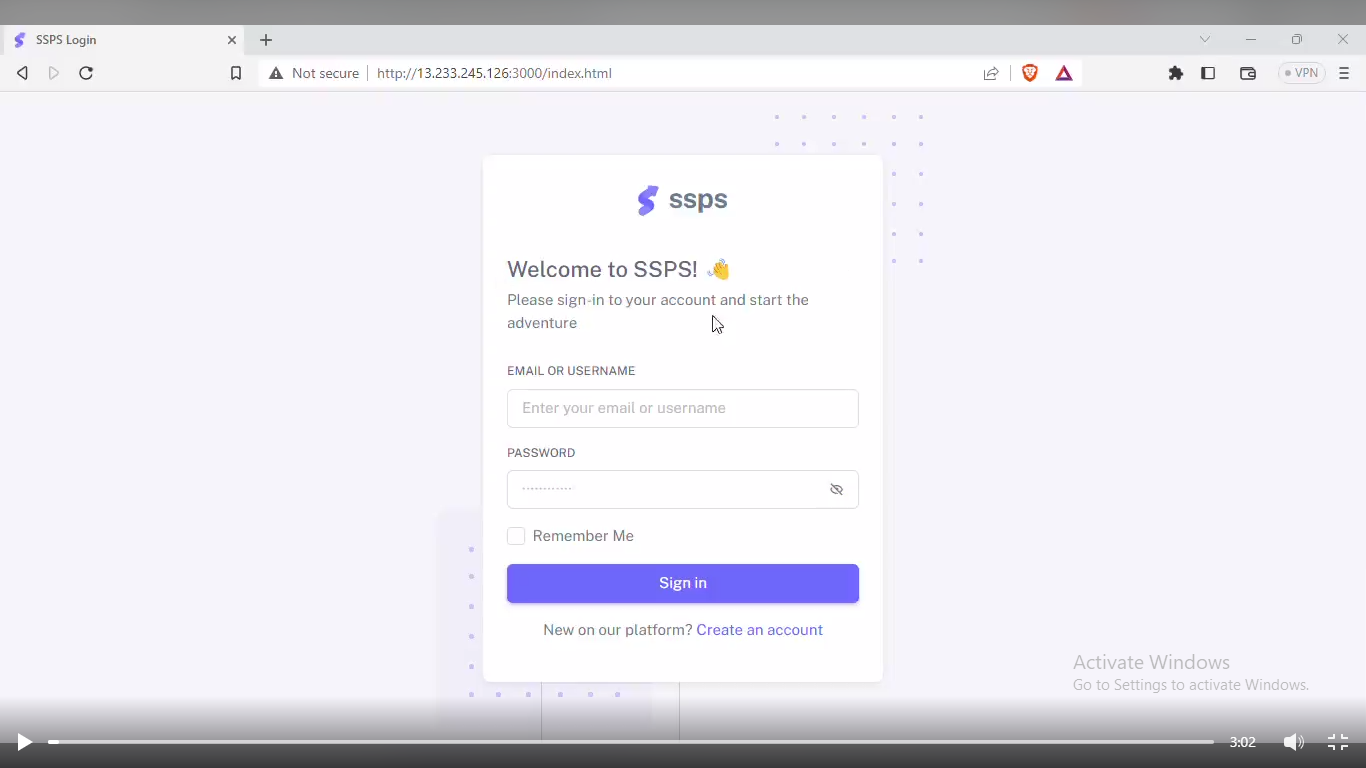 SSPS Login
Not secure
http://13.233.245.126:3000/index.html
VPN
ssps
Welcome to SSPS! 👋
Please sign-in to your account and start the
adventure
EMAIL OR USERNAME
Enter your email or username
PASSWORD
············
Remember Me
Sign in
New on our platform? Create an account
Activate Windows
Go to Settings to activate Windows.
3:02